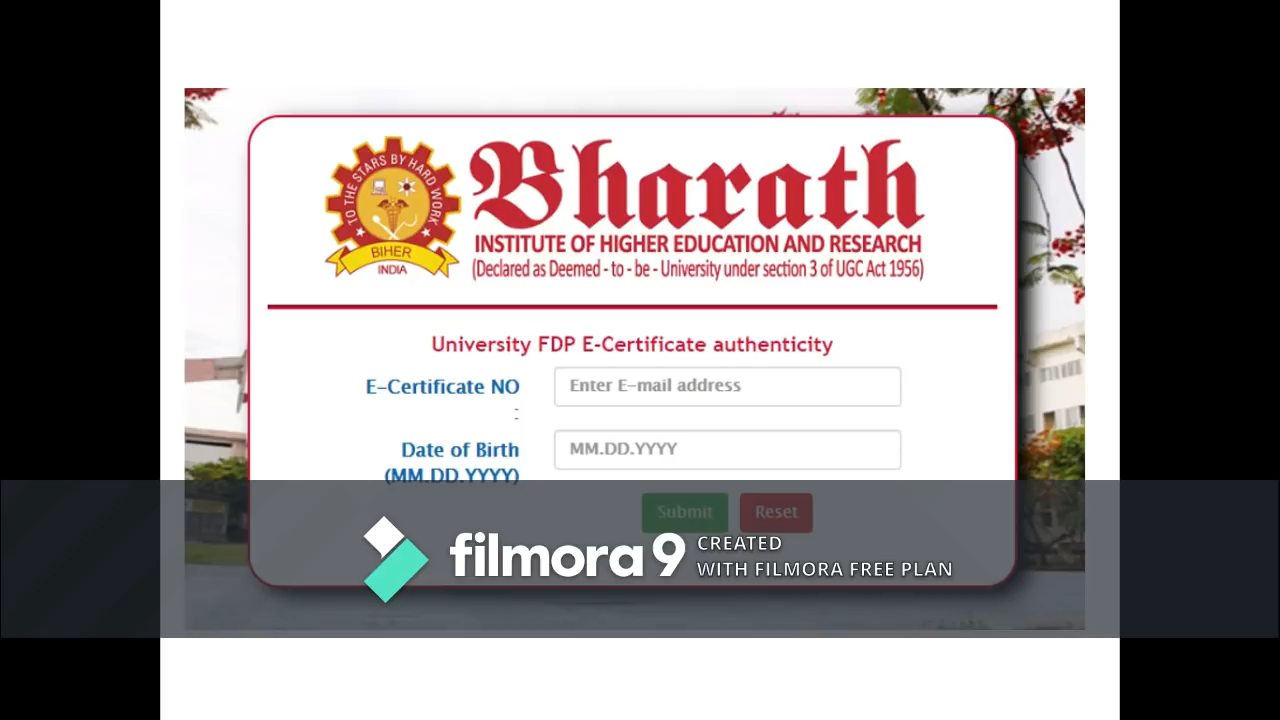 TO THE STARS BY HARD WORK
BIHER
INDIA
Bharath
INSTITUTE OF HIGHER EDUCATION AND RESEARCH
(Declared as Deemed - to - be - University under section 3 of UGC Act 1956)
University FDP E-Certificate authenticity
E-Certificate NO
:
Enter E-mail address
Date of Birth
(MM.DD.YYYY)
MM.DD.YYYY
Submit Reset
filmora 9
CREATED
WITH FILMORA FREE PLAN